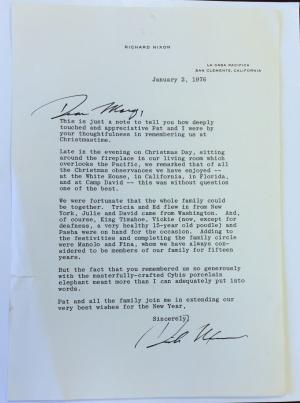 RICHARD NIXON
LA CASA PACIFICA
SAN CLEMENTE, CALIFORNIA
January 2, 1976
Dear
This is just a note to tell you how deeply
touched and appreciative Pat and I were by
your thoughtfulness in remembering us at
Christmastime.
Late in the evening on Christmas Day, sitting
around the fireplace in our living room which
overlooks the Pacific, we remarked that of all
the Christmas observances we have enjoyed --
at the White House, in California, in Florida,
and at Camp David -- this was without question
one of the best.
We were fortunate that the whole family could
be together. Tricia and Ed flew in from New
York, Julie and David came from Washington. And,
of course, King Timahoe, Vickie (now, except for
deafness, a very healthy 15-year old poodle) and
Pasha were on hand for the occasion. Adding to
the festivities and completing the family circle
were Manolo and Fina, whom we have always con-
sidered to be members of our family for fifteen
years.
But the fact that you remembered us so generously
with the masterfully-crafted Cybis porcelain
elephant meant more than I can adequately put into
words.
Pat and all the family join me in extending our
very best wishes for the New Year.
Sincerely,